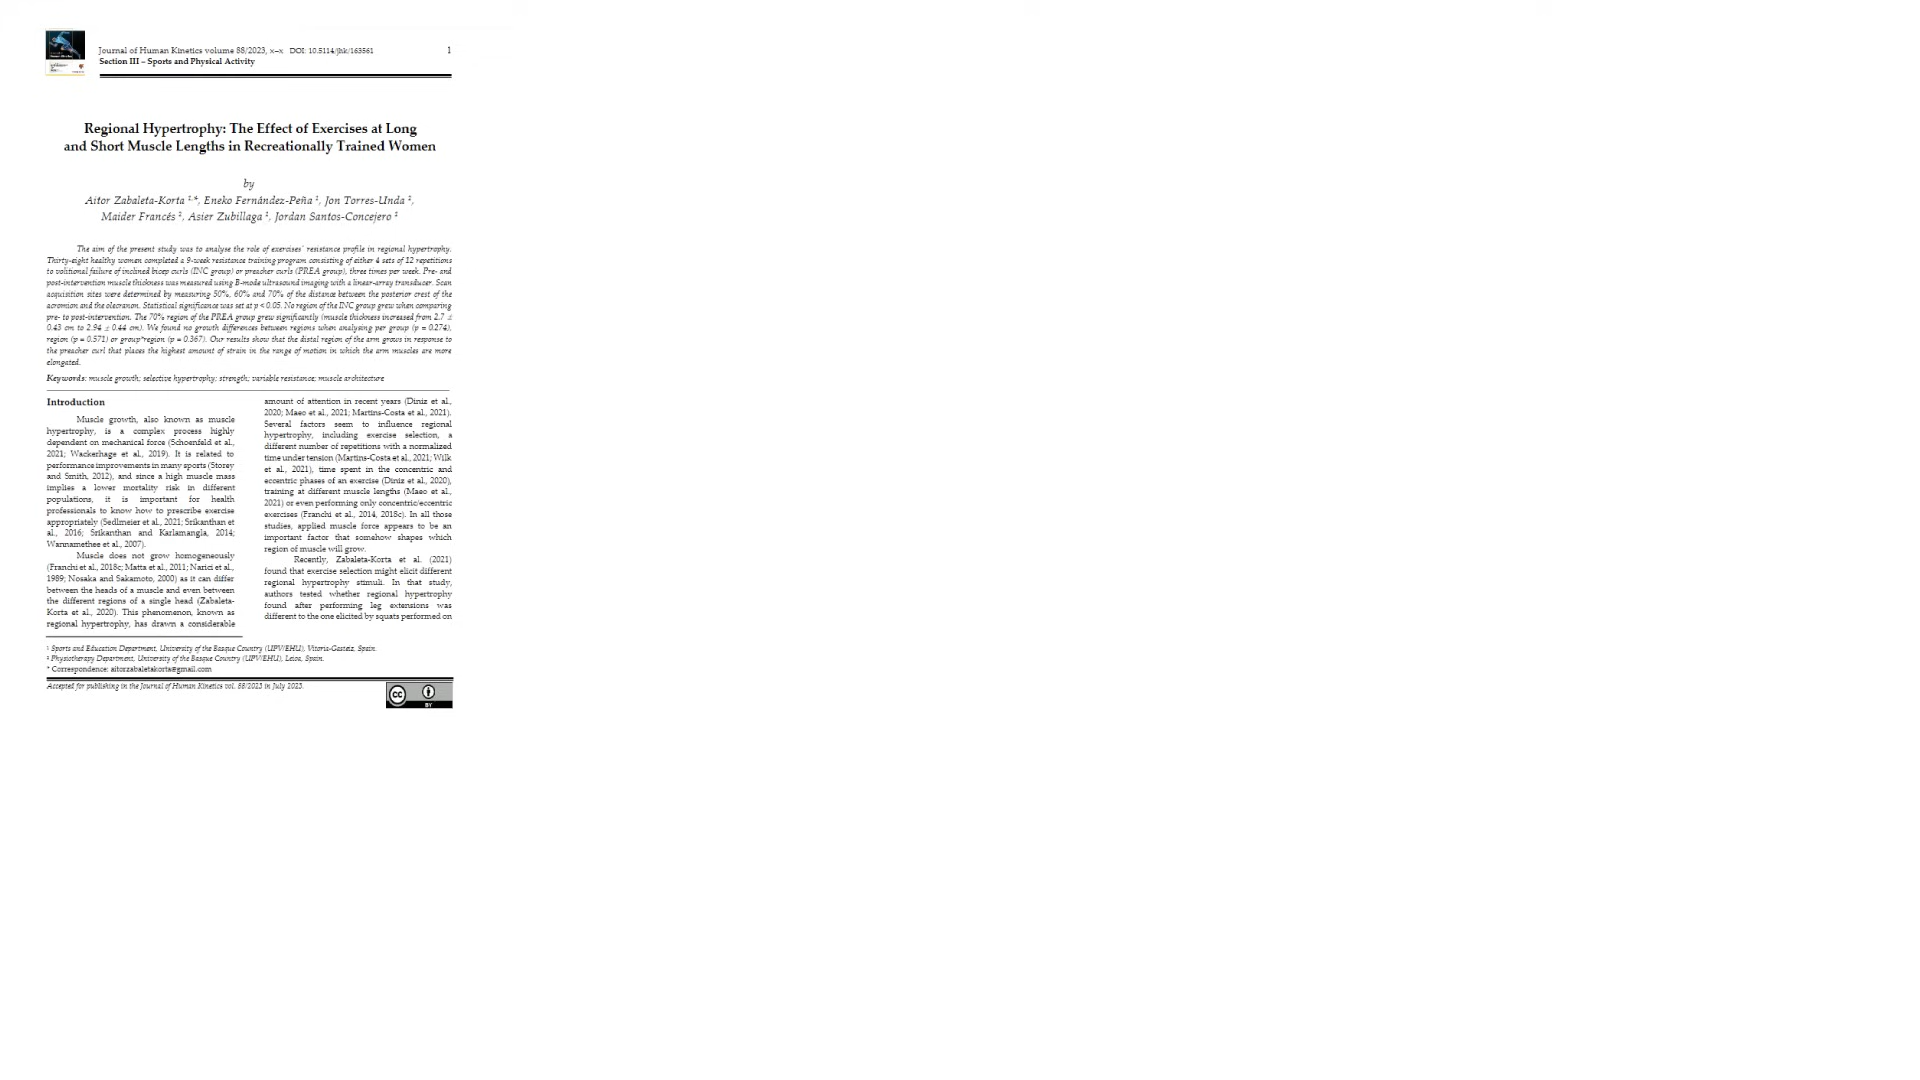 Journal of Human Kinetics volume 88/2023, x–x DOI: 10.5114/jhk/163561 1
Section III – Sports and Physical Activity
Regional Hypertrophy: The Effect of Exercises at Long
and Short Muscle Lengths in Recreationally Trained Women
by
Aitor Zabaleta-Korta ¹,*, Eneko Fernández-Peña ¹, Jon Torres-Unda ²,
Maider Francés ², Asier Zubillaga ¹, Jordan Santos-Concejero ¹
The aim of the present study was to analyse the role of exercises’ resistance profile in regional hypertrophy.
Thirty-eight healthy women completed a 9-week resistance training program consisting of either 4 sets of 12 repetitions
to volitional failure of inclined bicep curls (INC group) or preacher curls (PREA group), three times per week. Pre- and
post-intervention muscle thickness was measured using B-mode ultrasound imaging with a linear-array transducer. Scan
acquisition sites were determined by measuring 50%, 60% and 70% of the distance between the posterior crest of the
acromion and the olecranon. Statistical significance was set at p < 0.05. No region of the INC group grew when comparing
pre- to post-intervention. The 70% region of the PREA group grew significantly (muscle thickness increased from 2.7 ±
0.43 cm to 2.94 ± 0.44 cm). We found no growth differences between regions when analysing per group (p = 0.274),
region (p = 0.571) or group*region (p = 0.367). Our results show that the distal region of the arm grows in response to
the preacher curl that places the highest amount of strain in the range of motion in which the arm muscles are more
elongated.
Keywords: muscle growth; selective hypertrophy; strength; variable resistance; muscle architecture
Introduction
Muscle growth, also known as muscle
hypertrophy, is a complex process highly
dependent on mechanical force (Schoenfeld et al.,
2021; Wackerhage et al., 2019). It is related to
performance improvements in many sports (Storey
and Smith, 2012), and since a high muscle mass
implies a lower mortality risk in different
populations, it is important for health
professionals to know how to prescribe exercise
appropriately (Sedlmeier et al., 2021; Srikanthan et
al., 2016; Srikanthan and Karlamangla, 2014;
Wannamethee et al., 2007).
Muscle does not grow homogeneously
(Franchi et al., 2018c; Matta et al., 2011; Narici et al.,
1989; Nosaka and Sakamoto, 2000) as it can differ
between the heads of a muscle and even between
the different regions of a single head (Zabaleta-
Korta et al., 2020). This phenomenon, known as
regional hypertrophy, has drawn a considerable
amount of attention in recent years (Diniz et al.,
2020; Maeo et al., 2021; Martins-Costa et al., 2021).
Several factors seem to influence regional
hypertrophy, including exercise selection, a
different number of repetitions with a normalized
time under tension (Martins-Costa et al., 2021; Wilk
et al., 2021), time spent in the concentric and
eccentric phases of an exercise (Diniz et al., 2020),
training at different muscle lengths (Maeo et al.,
2021) or even performing only concentric/eccentric
exercises (Franchi et al., 2014, 2018c). In all those
studies, applied muscle force appears to be an
important factor that somehow shapes which
region of muscle will grow.
Recently, Zabaleta-Korta et al. (2021)
found that exercise selection might elicit different
regional hypertrophy stimuli. In that study,
authors tested whether regional hypertrophy
found after performing leg extensions was
different to the one elicited by squats performed on
¹ Sports and Education Department, University of the Basque Country (UPV/EHU), Vitoria-Gasteiz, Spain.
² Physiotherapy Department, University of the Basque Country (UPV/EHU), Leioa, Spain.
* Correspondence: aitorzabaletakorta@gmail.com
Accepted for publishing in the Journal of Human Kinetics vol. 88/2023 in July 2023.
cc
BY